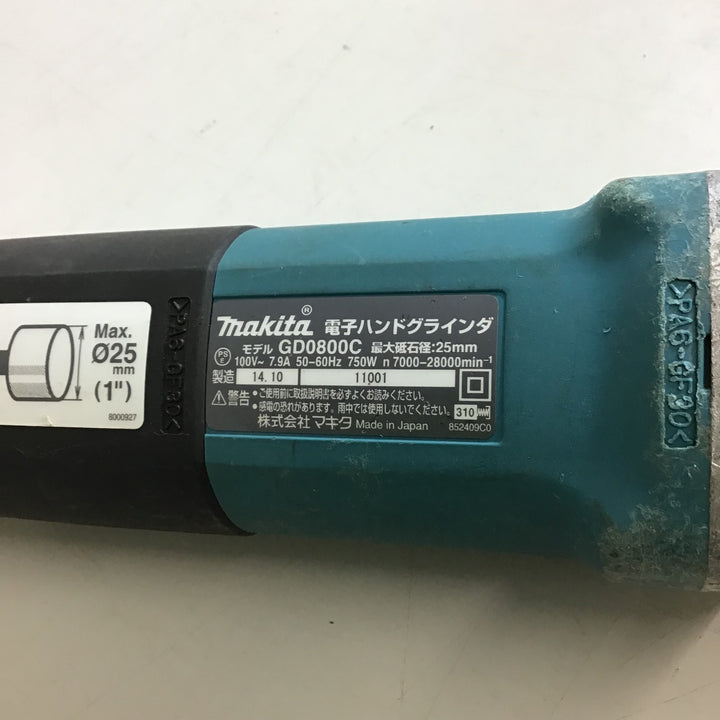 Max.
Ø25
mm
(1")
8000927
>PA6-GF30<
makita® 電子ハンドグラインダ
モデル GD0800C 最大砥石径:25mm
PSE 100V~ 7.9A 50-60Hz 750W n 7000-28000min⁻¹
製造 14.10 11001
⚠警告 ●ご使用前に取扱説明書を必ずよくお読みください。
●感電の恐れがあります。雨中では使用しないでください。 310
株式会社マキタ Made in Japan 852409C0
>PA6-GF30<